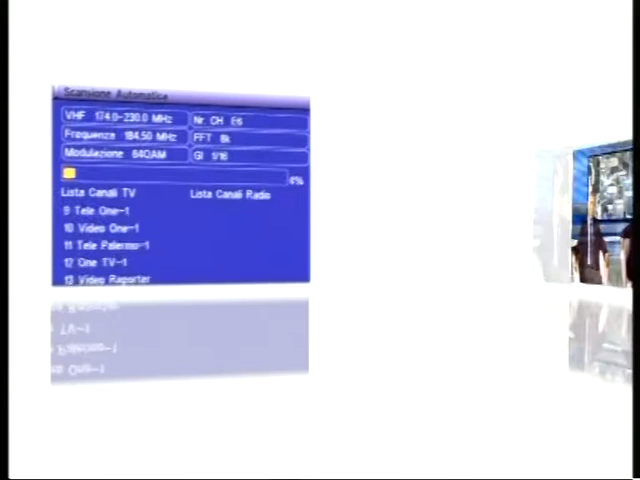 Scansione Automatica
VHF 174.0-230.0 MHz
Nr. CH E6
Frequenza 184.50 MHz
FFT 8k
Modulazione 64QAM
GI 1/16
4%
Lista Canali TV
Lista Canali Radio
9 Tele One-1
10 Video One-1
11 Tele Palermo-1
12 One TV-1
13 Video Reporter